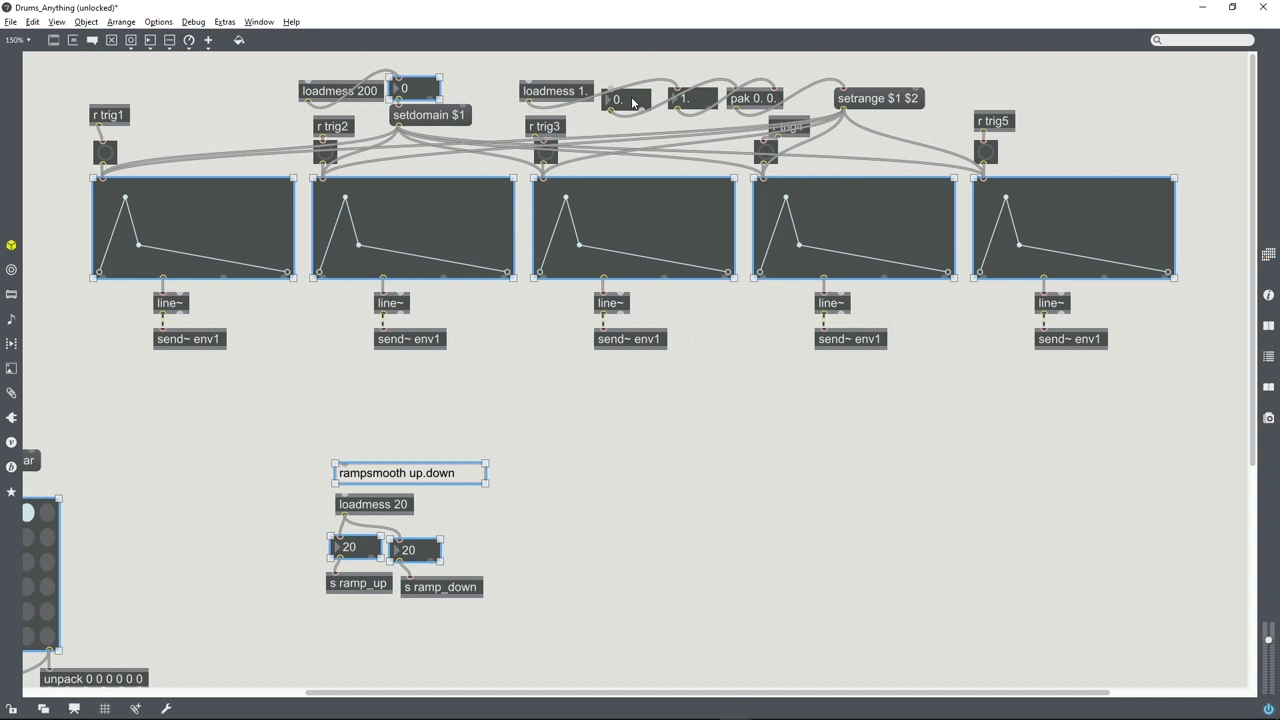 Drums_Anything (unlocked)*
File Edit View Object Arrange Options Debug Extras Window Help
150%
loadmess 200
0
setdomain $1
loadmess 1.
0.
1.
pak 0. 0.
setrange $1 $2
r trig1
r trig2
r trig3
r trig4
r trig5
line~
line~
line~
line~
line~
send~ env1
send~ env1
send~ env1
send~ env1
send~ env1
ar
rampsmooth up.down
loadmess 20
20
20
s ramp_up
s ramp_down
unpack 0 0 0 0 0 0